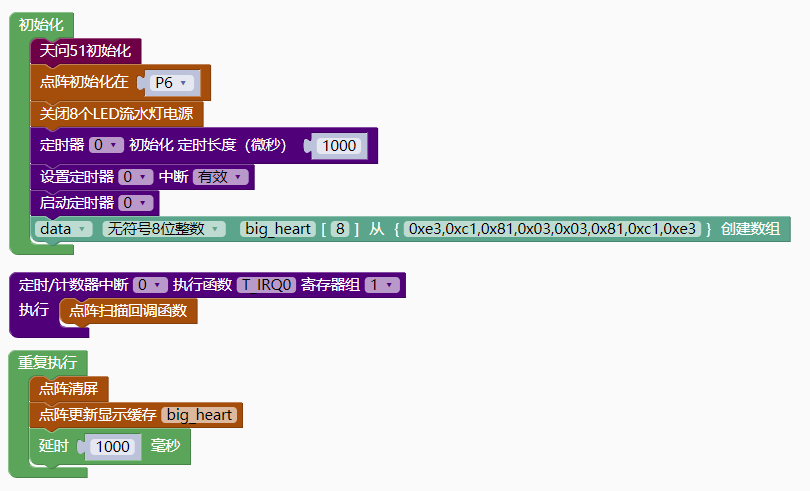 初始化
天问51初始化
点阵初始化在 P6
关闭8个LED流水灯电源
定时器 0 初始化 定时长度（微秒） 1000
设置定时器 0 中断 有效
启动定时器 0
data 无符号8位整数 big_heart [ 8 ] 从 { 0xe3,0xc1,0x81,0x03,0x03,0x81,0xc1,0xe3 } 创建数组
定时/计数器中断 0 执行函数 T_IRQ0 寄存器组 1
执行 点阵扫描回调函数
重复执行
点阵清屏
点阵更新显示缓存 big_heart
延时 1000 毫秒